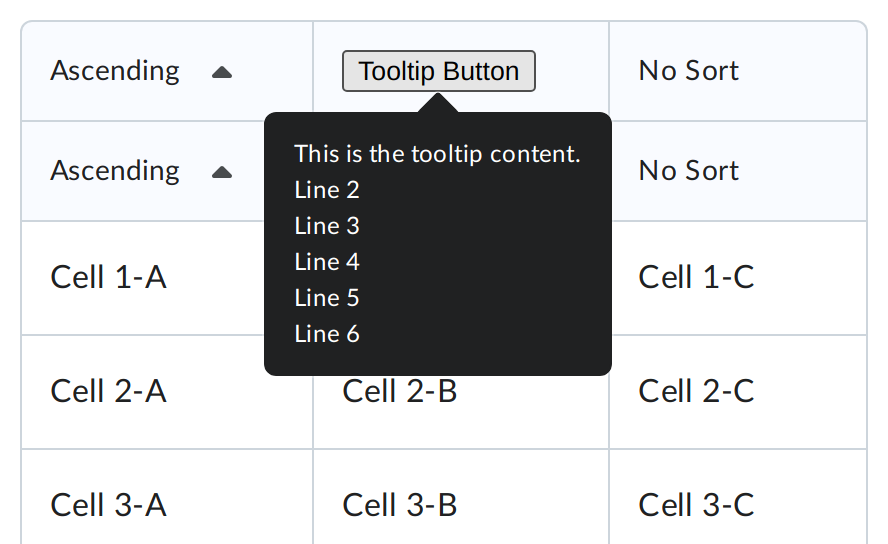 Ascending Tooltip Button No Sort
Ascending No Sort
This is the tooltip content.
Line 2
Line 3
Line 4
Line 5
Line 6
Cell 1-A Cell 1-C
Cell 2-A Cell 2-B Cell 2-C
Cell 3-A Cell 3-B Cell 3-C